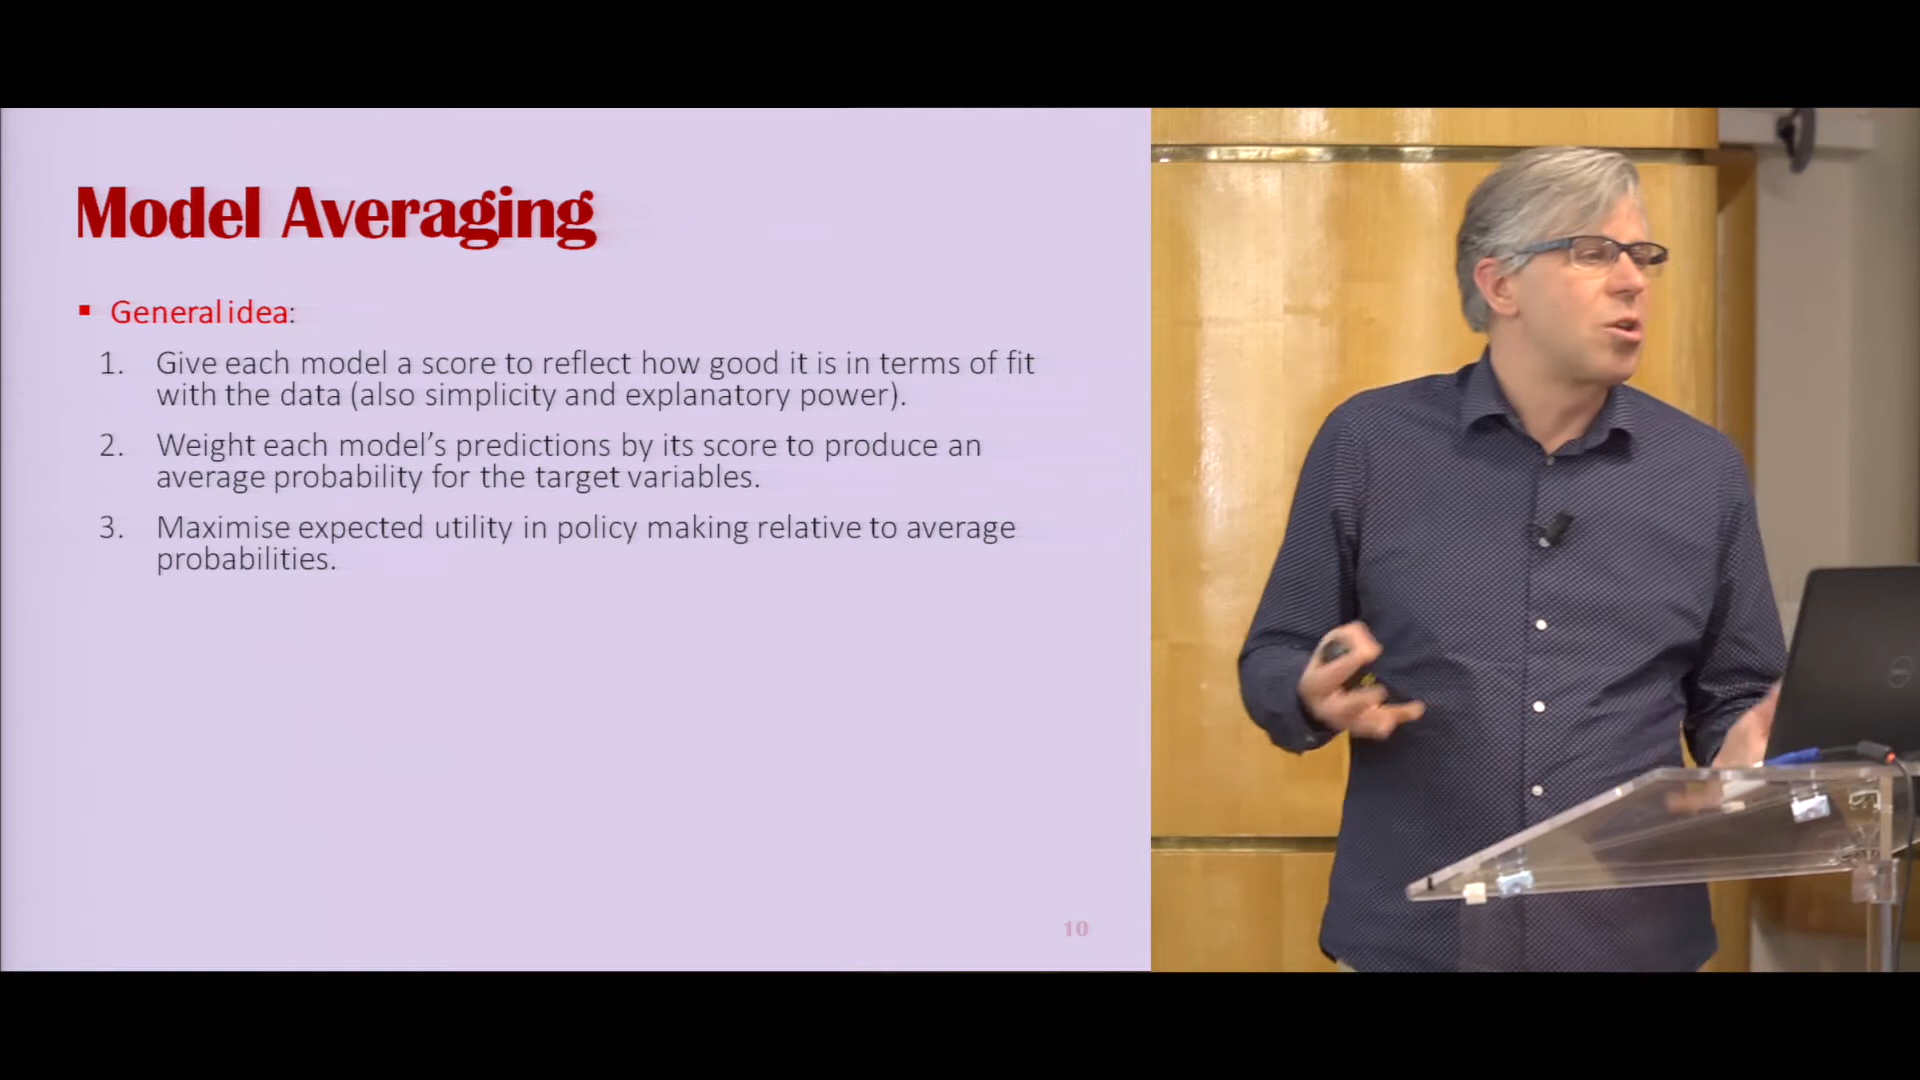 Model Averaging
▪ General idea:
1. Give each model a score to reflect how good it is in terms of fit
with the data (also simplicity and explanatory power).
2. Weight each model’s predictions by its score to produce an
average probability for the target variables.
3. Maximise expected utility in policy making relative to average
probabilities.
10